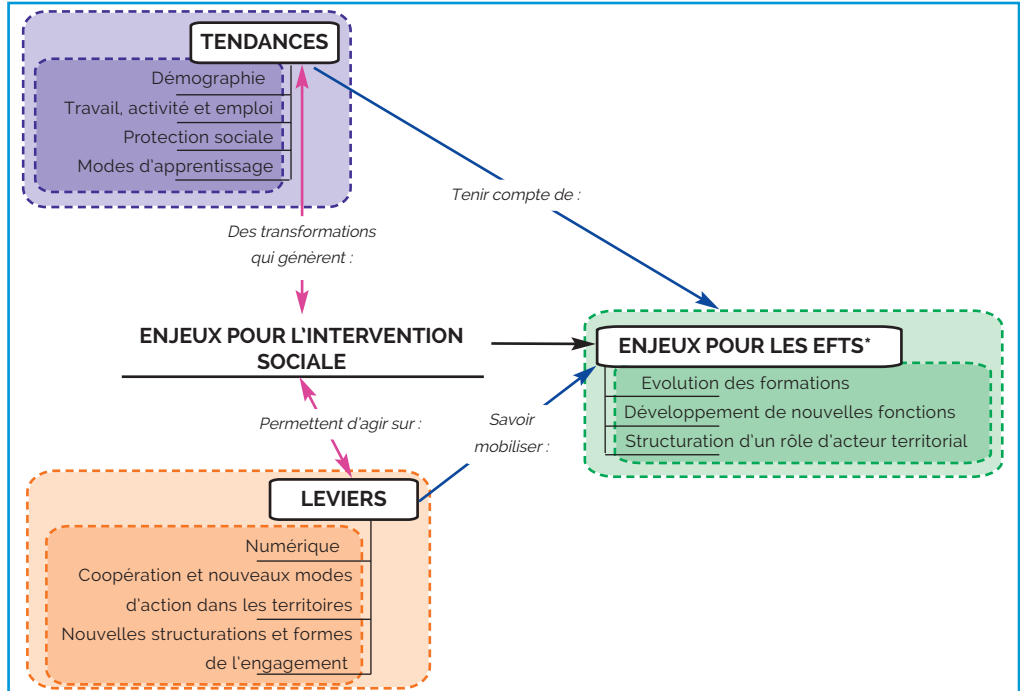 TENDANCES
Démographie
Travail, activité et emploi
Protection sociale
Modes d'apprentissage
Tenir compte de :
Des transformations
qui génèrent :
ENJEUX POUR L'INTERVENTION
SOCIALE
ENJEUX POUR LES EFTS*
Evolution des formations
Développement de nouvelles fonctions
Structuration d'un rôle d'acteur territorial
Permettent d'agir sur :
Savoir
mobiliser :
LEVIERS
Numérique
Coopération et nouveaux modes
d'action dans les territoires
Nouvelles structurations et formes
de l'engagement